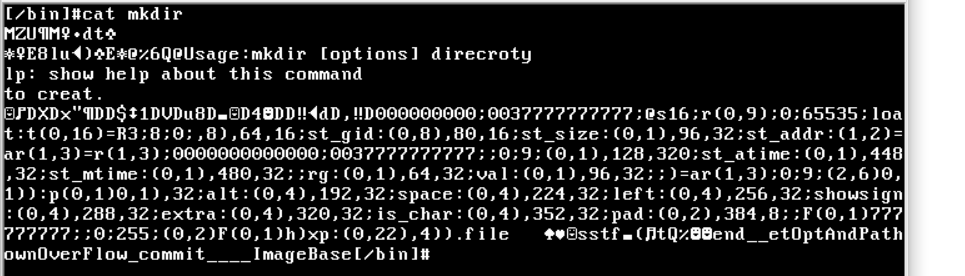 [/bin]#cat mkdir
MZU¶M♀•dt♣
*♀E8lu◄)♣E*@%6Q@Usage:mkdir [options] direcroty
lp: show help about this command
to creat.
☺♪DXDx"¶DD$↕1DVDu8D▬☺D4☻DD‼◄dD,‼D000000000;0037777777777;@s16;r(0,9);0;65535;loa
t:t(0,16)=R3;8;0;,8),64,16;st_gid:(0,8),80,16;st_size:(0,1),96,32;st_addr:(1,2)=
ar(1,3)=r(1,3);0000000000000;0037777777777;;0;9;(0,1),128,320;st_atime:(0,1),448
,32;st_mtime:(0,1),480,32;;rg:(0,1),64,32;val:(0,1),96,32;;)=ar(1,3);0;9;(2,6)0,
1)):p(0,1)0,1),32;alt:(0,4),192,32;space:(0,4),224,32;left:(0,4),256,32;showsign
:(0,4),288,32;extra:(0,4),320,32;is_char:(0,4),352,32;pad:(0,2),384,8;;F(0,1)777
7777777;;0;255;(0,2)F(0,1)h)xp:(0,22),4)).file ♠♥☺sstf▬(♫tQ%☻☻end__etOptAndPath
ownOverFlow_commit____ImageBase[/bin]#